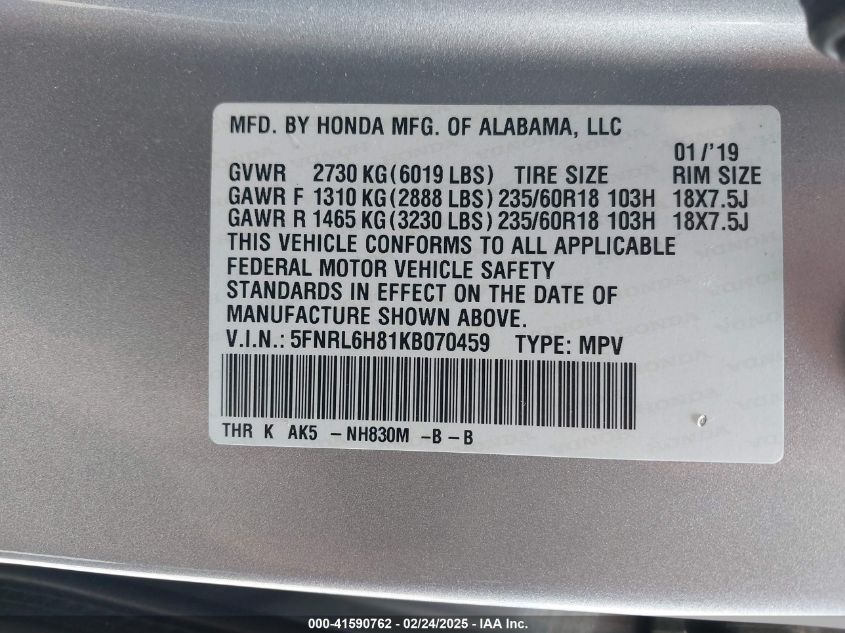 MFD. BY HONDA MFG. OF ALABAMA, LLC
01/'19
GVWR 2730 KG(6019 LBS) TIRE SIZE RIM SIZE
GAWR F 1310 KG(2888 LBS) 235/60R18 103H 18X7.5J
GAWR R 1465 KG(3230 LBS) 235/60R18 103H 18X7.5J
THIS VEHICLE CONFORMS TO ALL APPLICABLE
FEDERAL MOTOR VEHICLE SAFETY
STANDARDS IN EFFECT ON THE DATE OF
MANUFACTURE SHOWN ABOVE.
V.I.N.: 5FNRL6H81KB070459 TYPE: MPV
THR K AK5 -NH830M -B-B
000-41590762 - 02/24/2025 - IAA Inc.